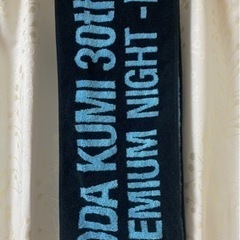 ODA KUMI 30th
EMIUM NIGHT -